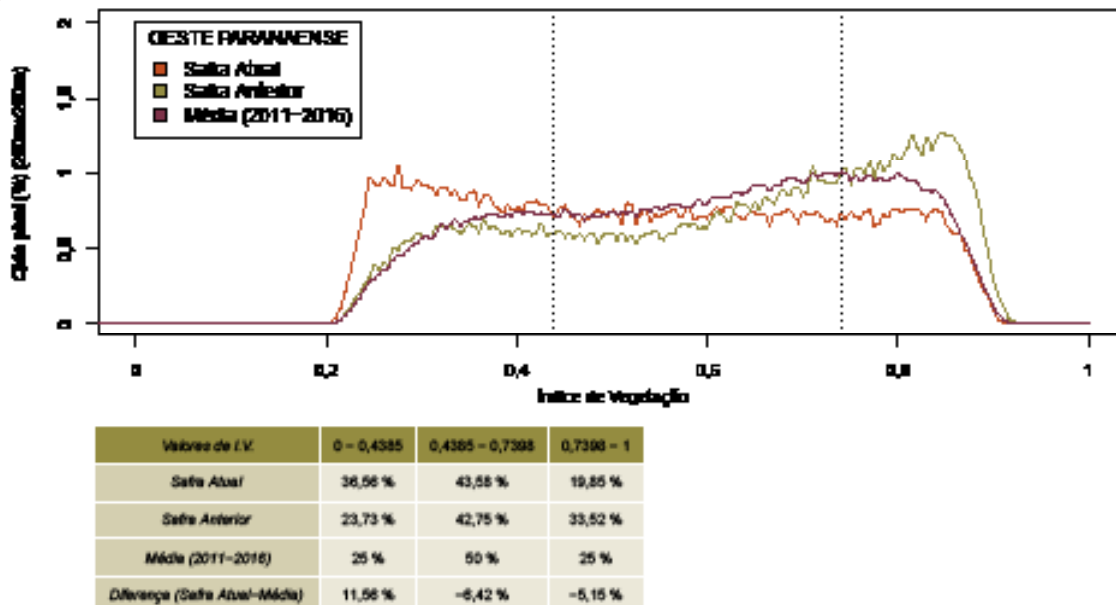 OESTE PARANAENSE
Safra Atual
Safra Anterior
Média (2011-2016)
Qtde pixel (%) (250mx250m)
0
0,5
1
1,5
2
0
0,2
0,4
0,6
0,8
1
Índice de Vegetação
Valores de I.V. 0 - 0,4385 0,4385 - 0,7398 0,7398 - 1
Safra Atual 36,56 % 43,58 % 19,85 %
Safra Anterior 23,73 % 42,75 % 33,52 %
Média (2011-2016) 25 % 50 % 25 %
Diferença (Safra Atual-Média) 11,56 % -6,42 % -5,15 %